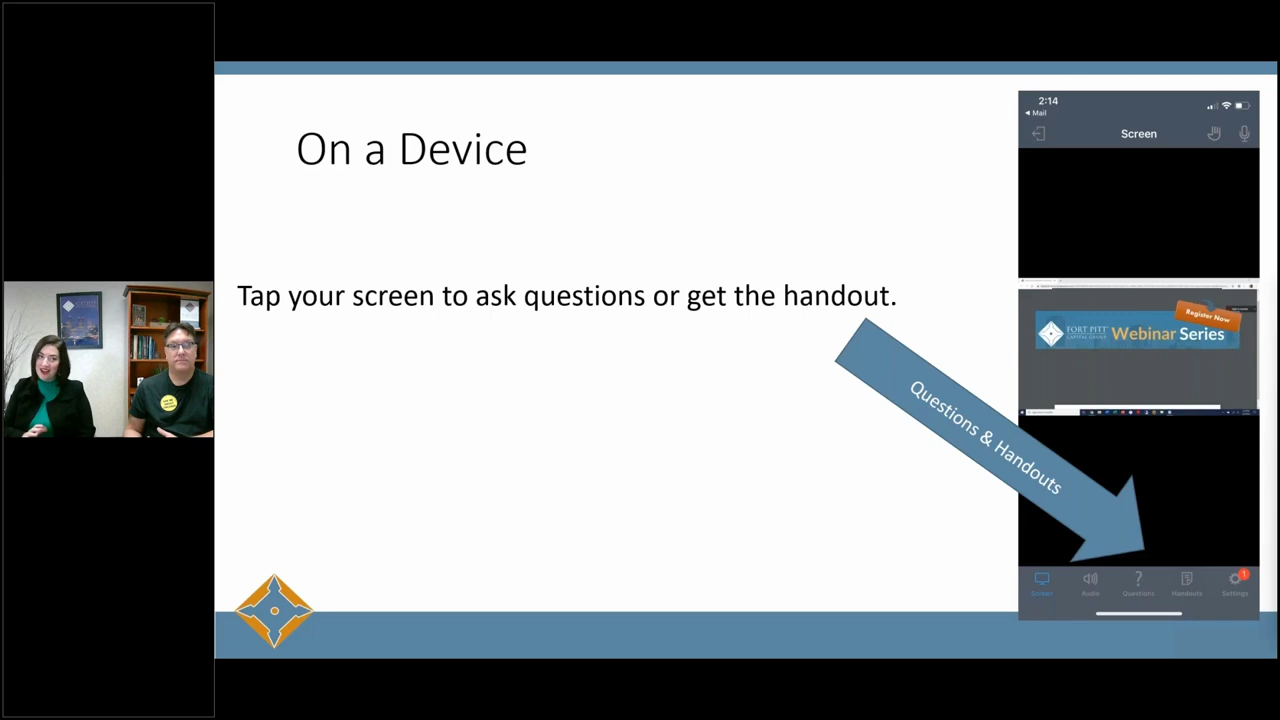 On a Device
Tap your screen to ask questions or get the handout.
Questions & Handouts
2:14
Mail
Screen
Register Now
FORT PITT
CAPITAL GROUP
Webinar Series
Screen
Audio
Questions
Handouts
Settings
1